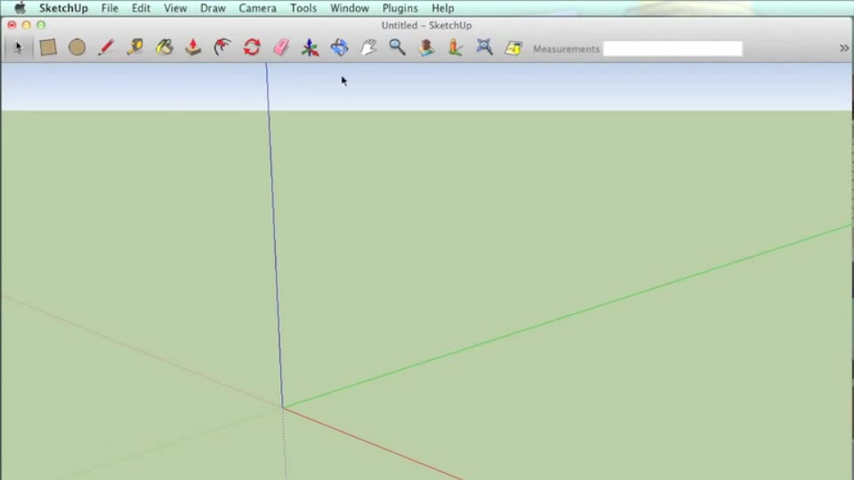 SketchUp File Edit View Draw Camera Tools Window Plugins Help
Untitled – SketchUp
Measurements